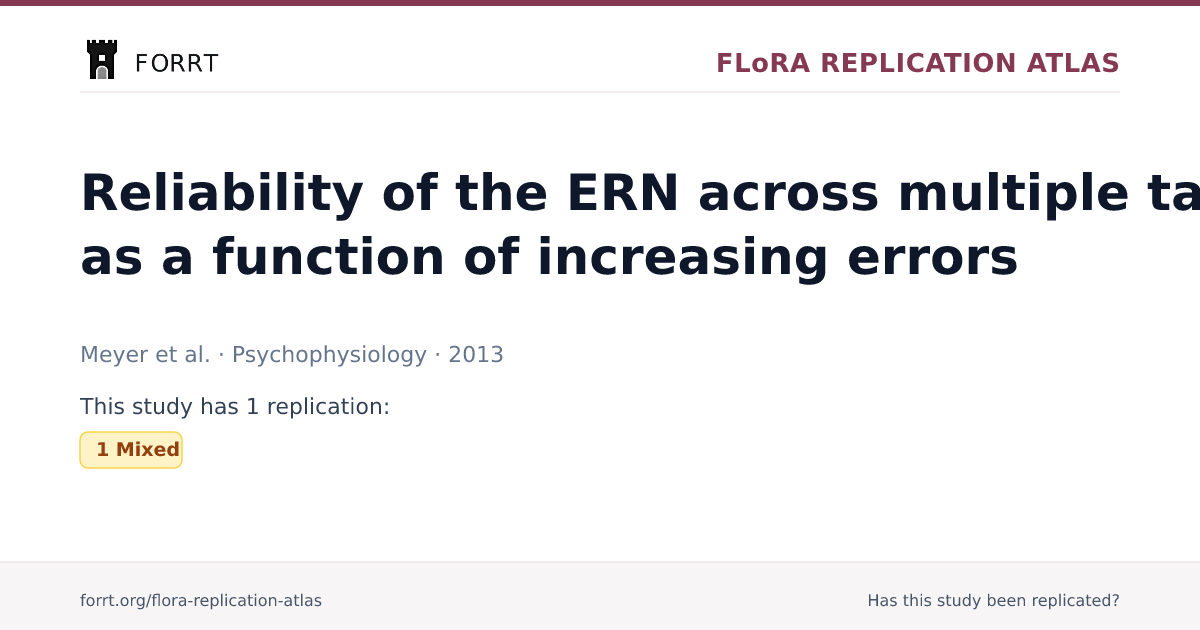 FORRT
FLoRA REPLICATION ATLAS
Reliability of the ERN across multiple ta
as a function of increasing errors
Meyer et al. · Psychophysiology · 2013
This study has 1 replication:
1 Mixed
forrt.org/flora-replication-atlas
Has this study been replicated?